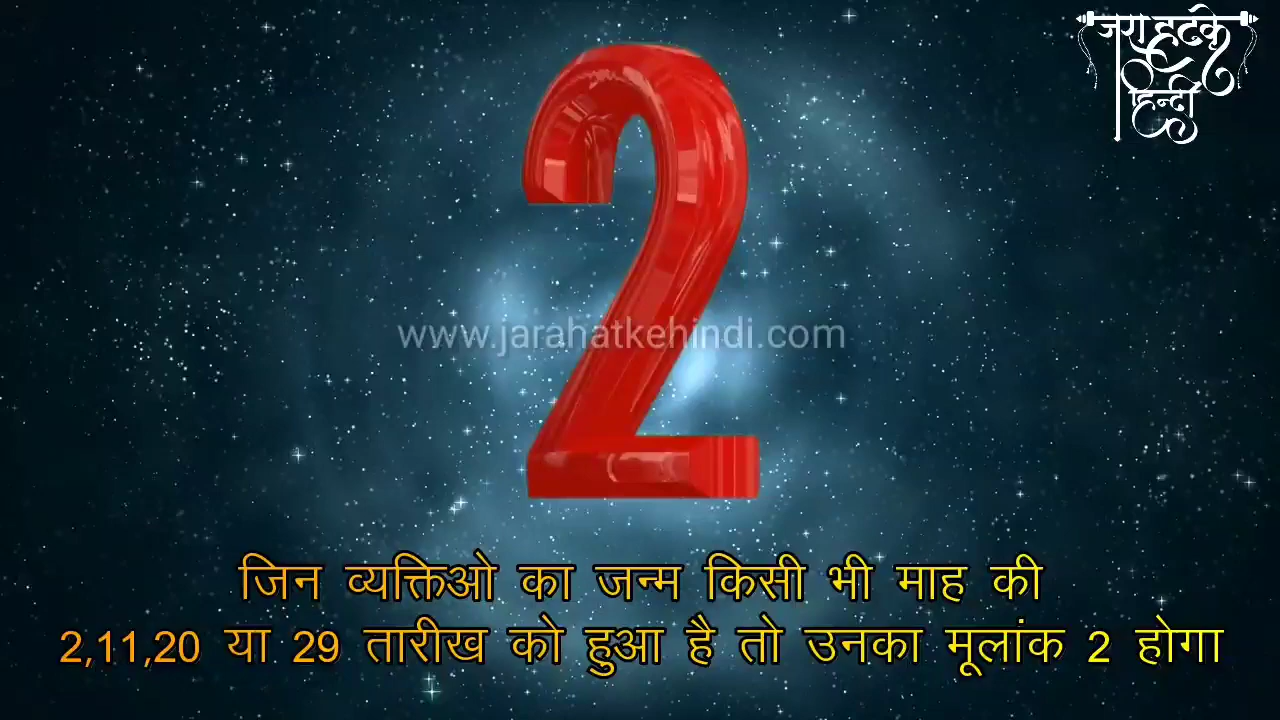 जरा हटके
हिन्दी
2
www.jarahatkehindi.com
जिन व्यक्तिओ का जन्म किसी भी माह की
2,11,20 या 29 तारीख को हुआ है तो उनका मूलांक 2 होगा